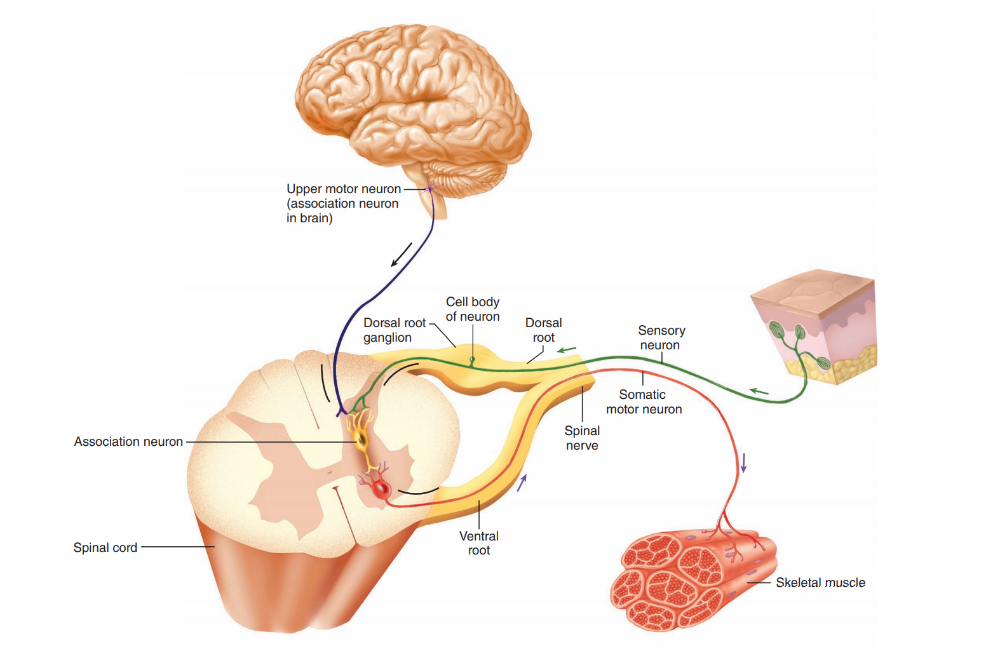 Upper motor neuron
(association neuron
in brain)
Cell body
of neuron
Dorsal root
ganglion
Dorsal
root
Sensory
neuron
Somatic
motor neuron
Spinal
nerve
Association neuron
Ventral
root
Spinal cord
Skeletal muscle